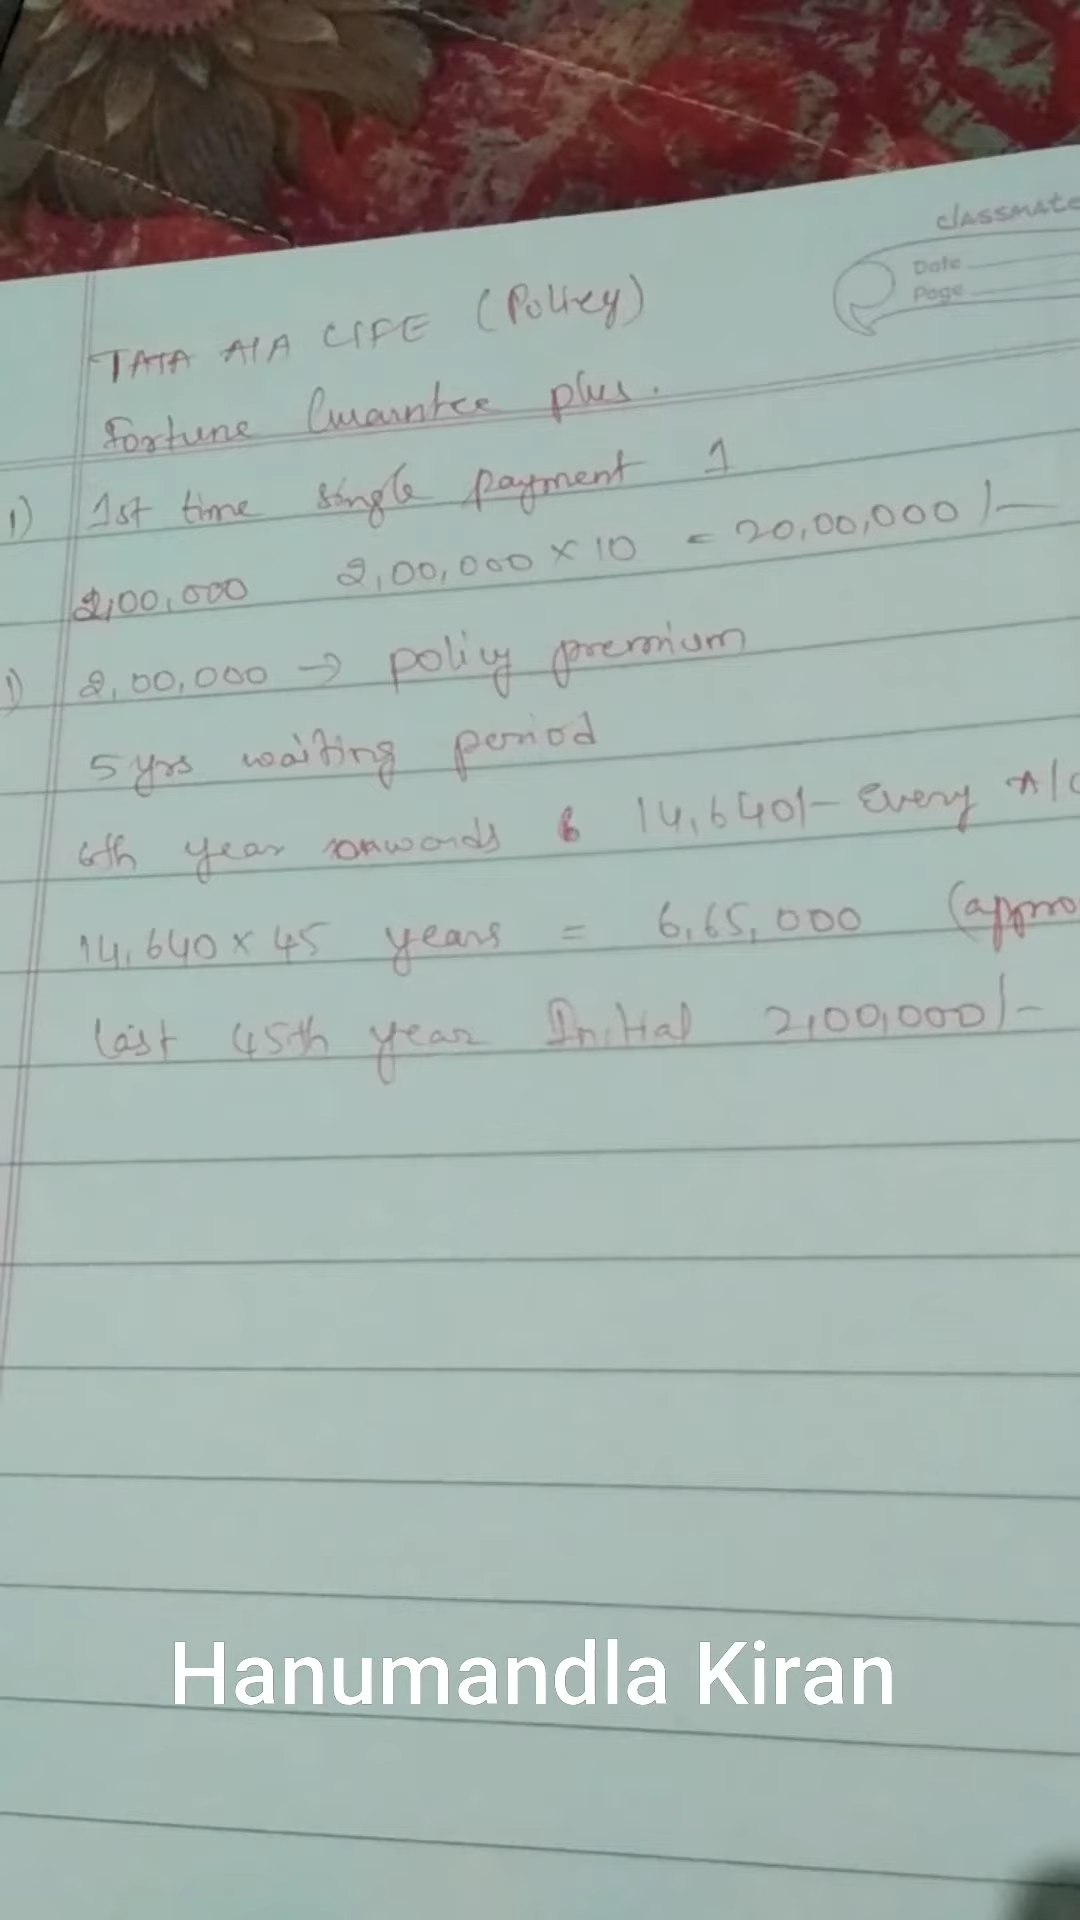 classmate
Date
Page
TATA AIA LIFE (Policy)
Fortune Guarntee plus.
1) 1st time single payment 1
2,00,000 2,00,000 × 10 = 20,00,000/-
1) 2,00,000 → policy premium
5 yrs waiting period
6th year onwards 14,640/- Every A/C
14,640 × 45 years = 6,65,000 (appro
last 45th year Initial 2,00,000/-
Hanumandla Kiran